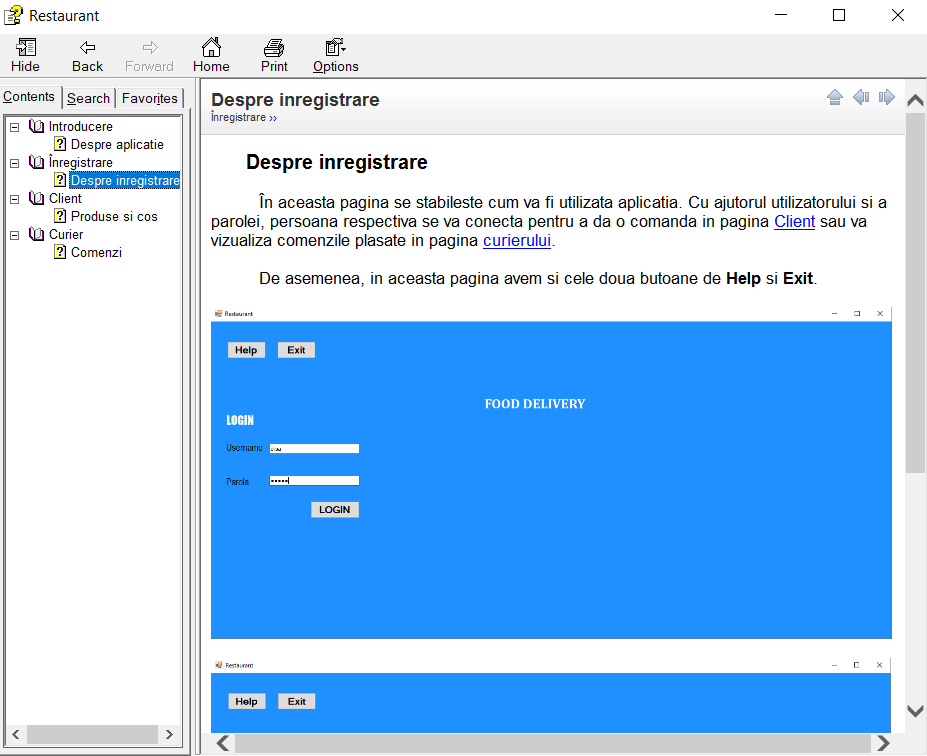 Restaurant
Hide Back Forward Home Print Options
Contents Search Favorites
Introducere
Despre aplicatie
Înregistrare
Despre inregistrare
Client
Produse si cos
Curier
Comenzi
Despre inregistrare
Înregistrare ››
Despre inregistrare
În aceasta pagina se stabileste cum va fi utilizata aplicatia. Cu ajutorul utilizatorului si a
parolei, persoana respectiva se va conecta pentru a da o comanda in pagina Client sau va
vizualiza comenzile plasate in pagina curierului.
De asemenea, in aceasta pagina avem si cele doua butoane de Help si Exit.
Restaurant
Help Exit
FOOD DELIVERY
LOGIN
Username
Parola
LOGIN
Restaurant
Help Exit